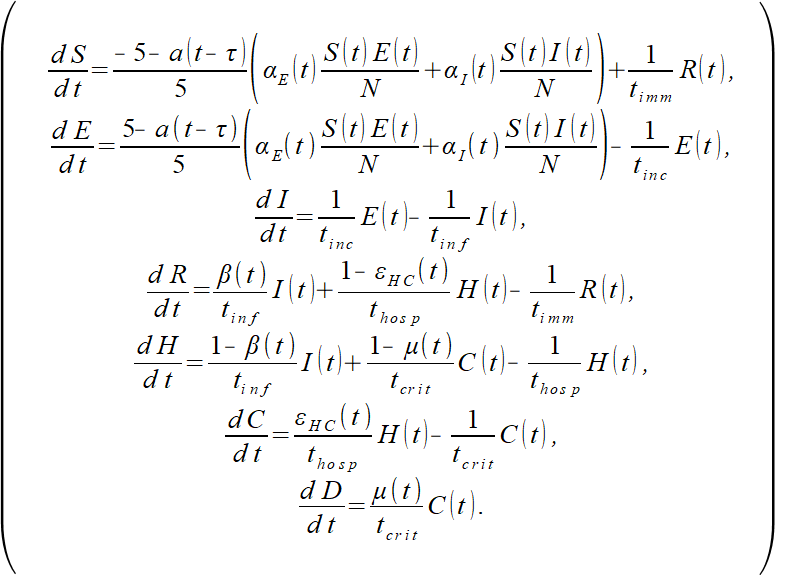 dS/dt = (−5−a(t−τ))/5 (α_E(t) S(t)E(t)/N + α_I(t) S(t)I(t)/N) + 1/t_imm R(t),
dE/dt = (5−a(t−τ))/5 (α_E(t) S(t)E(t)/N + α_I(t) S(t)I(t)/N) − 1/t_inc E(t),
dI/dt = 1/t_inc E(t) − 1/t_inf I(t),
dR/dt = β(t)/t_inf I(t) + (1−ε_HC(t))/t_hosp H(t) − 1/t_imm R(t),
dH/dt = (1−β(t))/t_inf I(t) + (1−μ(t))/t_crit C(t) − 1/t_hosp H(t),
dC/dt = ε_HC(t)/t_hosp H(t) − 1/t_crit C(t),
dD/dt = μ(t)/t_crit C(t).